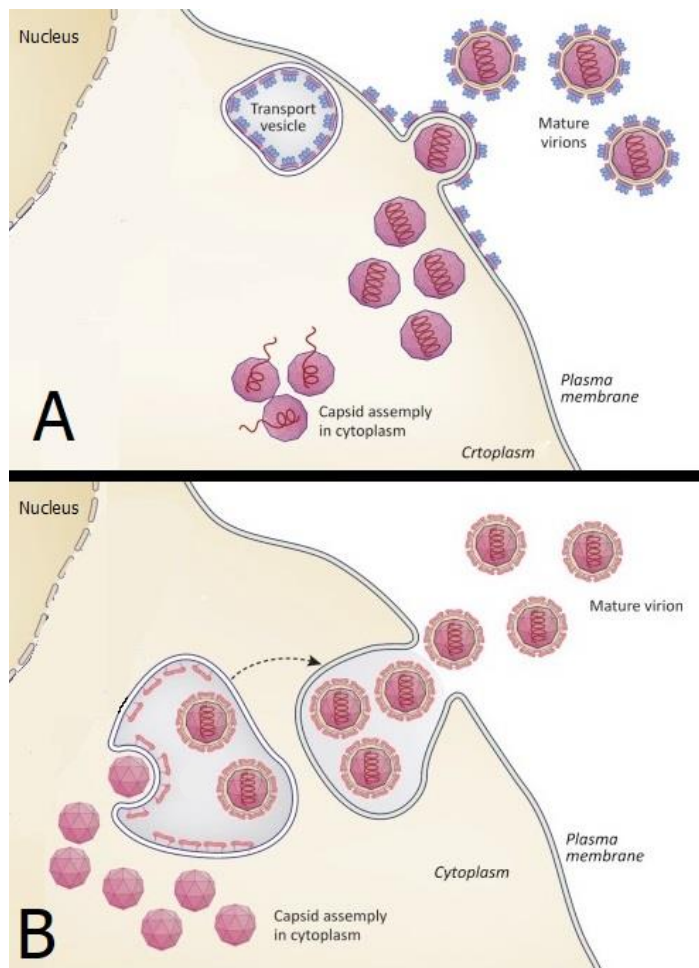 Nucleus
Transport
vesicle
Mature
virions
A
Capsid assemply
in cytoplasm
Plasma
membrane
Crtoplasm
Nucleus
Mature virion
Plasma
membrane
Cytoplasm
B
Capsid assembly
in cytoplasm